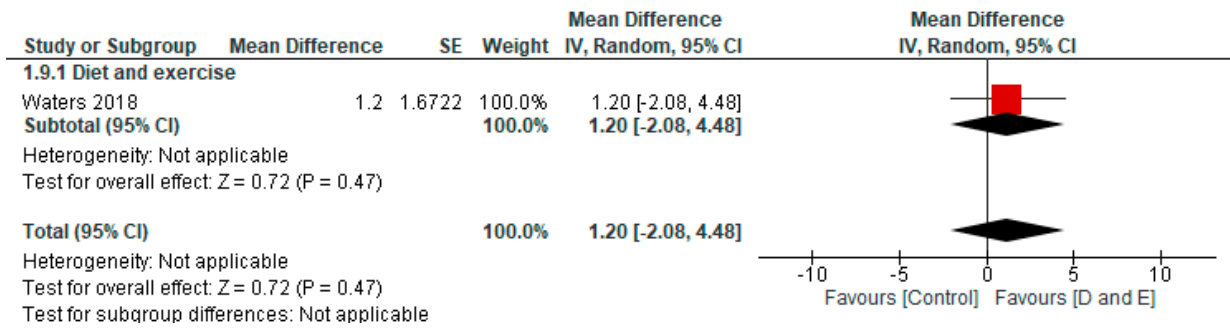 Mean Difference Mean Difference
Study or Subgroup Mean Difference SE Weight IV, Random, 95% CI IV, Random, 95% CI
1.9.1 Diet and exercise
Waters 2018 1.2 1.6722 100.0% 1.20 [-2.08, 4.48]
Subtotal (95% CI) 100.0% 1.20 [-2.08, 4.48]
Heterogeneity: Not applicable
Test for overall effect: Z = 0.72 (P = 0.47)
Total (95% CI) 100.0% 1.20 [-2.08, 4.48]
Heterogeneity: Not applicable
Test for overall effect: Z = 0.72 (P = 0.47)
Test for subgroup differences: Not applicable
-10 -5 0 5 10
Favours [Control] Favours [D and E]